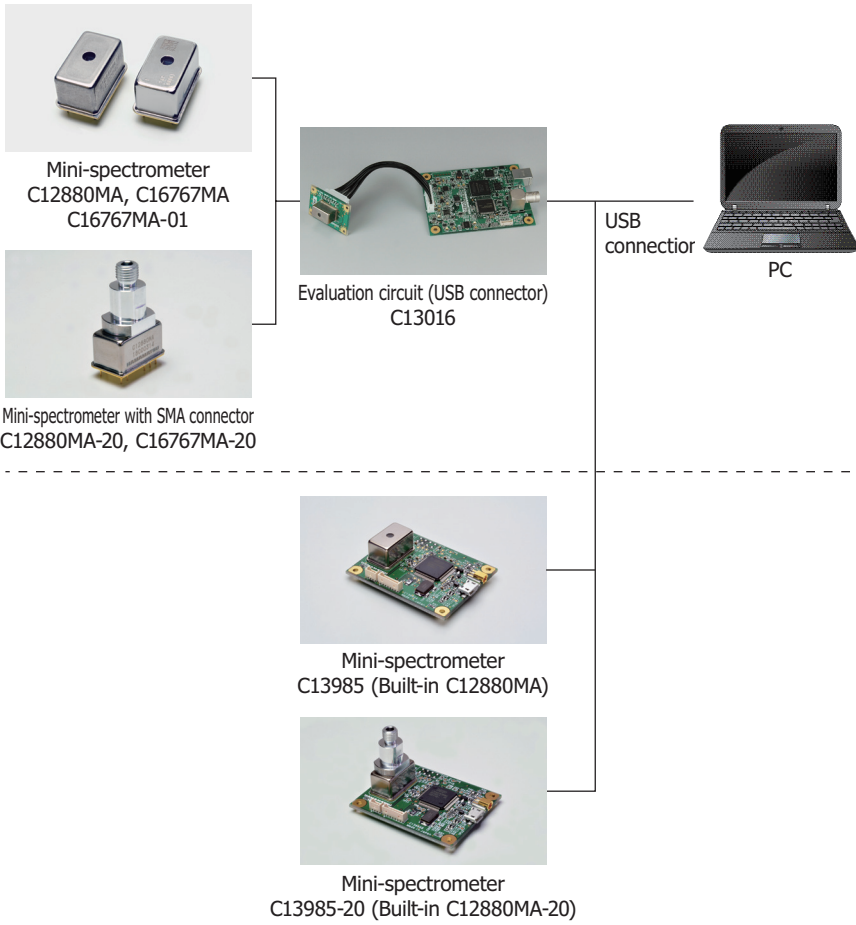 Mini-spectrometer
C12880MA, C16767MA
C16767MA-01
Evaluation circuit (USB connector)
C13016
USB
connection
PC
Mini-spectrometer with SMA connector
C12880MA-20, C16767MA-20
Mini-spectrometer
C13985 (Built-in C12880MA)
Mini-spectrometer
C13985-20 (Built-in C12880MA-20)